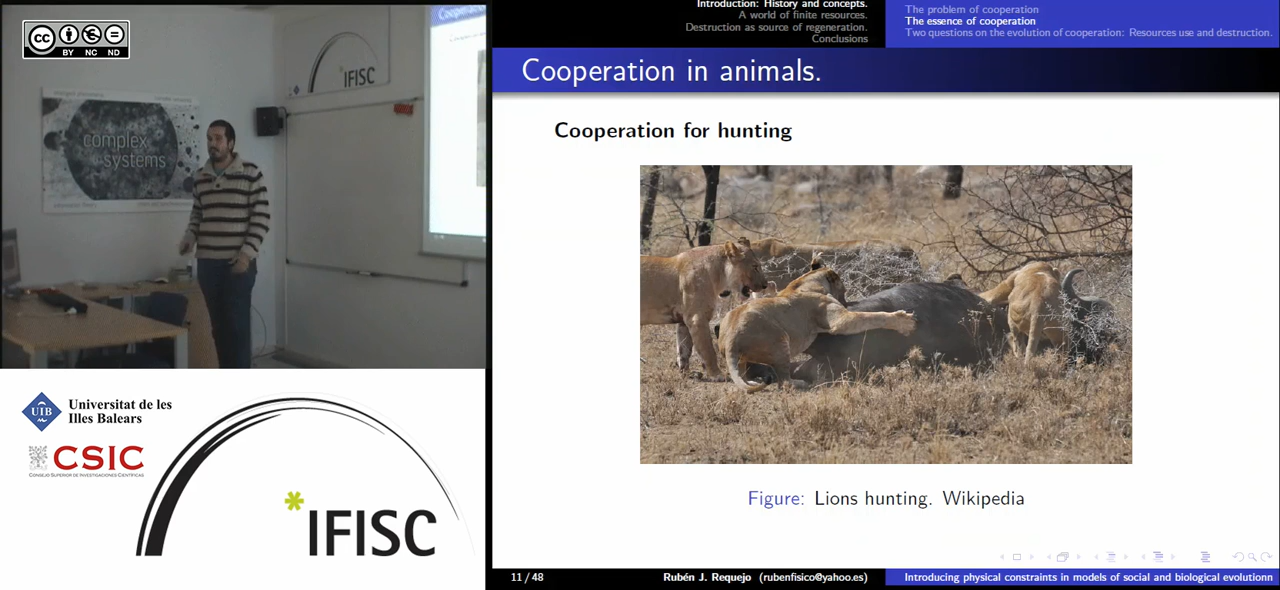 cc
BY NC ND
IFISC
complex
systems
Universitat de les
Illes Balears
UIB
CSIC
CONSEJO SUPERIOR DE INVESTIGACIONES CIENTÍFICAS
*IFISC
Introduction: History and concepts.
A world of finite resources.
Destruction as source of regeneration.
Conclusions
The problem of cooperation
The essence of cooperation
Two questions on the evolution of cooperation: Resources use and destruction.
Cooperation in animals.
Cooperation for hunting
Figure: Lions hunting. Wikipedia
11 / 48
Rubén J. Requejo (rubenfisico@yahoo.es)
Introducing physical constraints in models of social and biological evolutionn